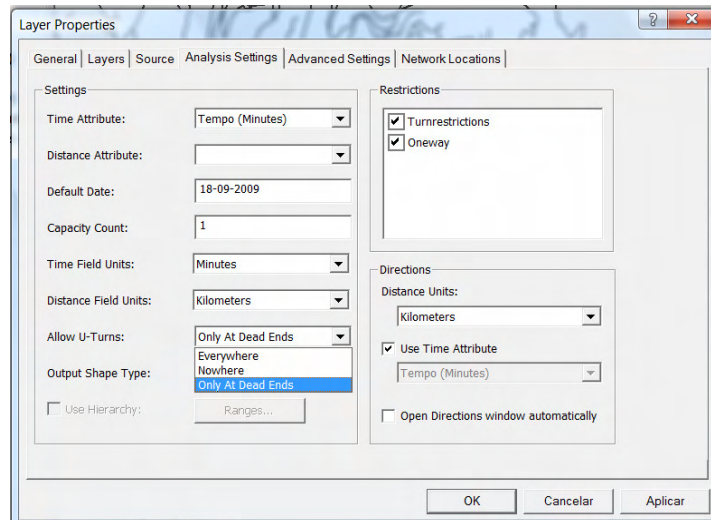 Layer Properties
General Layers Source Analysis Settings Advanced Settings Network Locations
Settings
Time Attribute: Tempo (Minutes)
Distance Attribute:
Default Date: 18-09-2009
Capacity Count: 1
Time Field Units: Minutes
Distance Field Units: Kilometers
Allow U-Turns: Only At Dead Ends
Everywhere
Nowhere
Only At Dead Ends
Output Shape Type:
Use Hierarchy: Ranges...
Restrictions
Turnrestrictions
Oneway
Directions
Distance Units:
Kilometers
Use Time Attribute
Tempo (Minutes)
Open Directions window automatically
OK Cancelar Aplicar